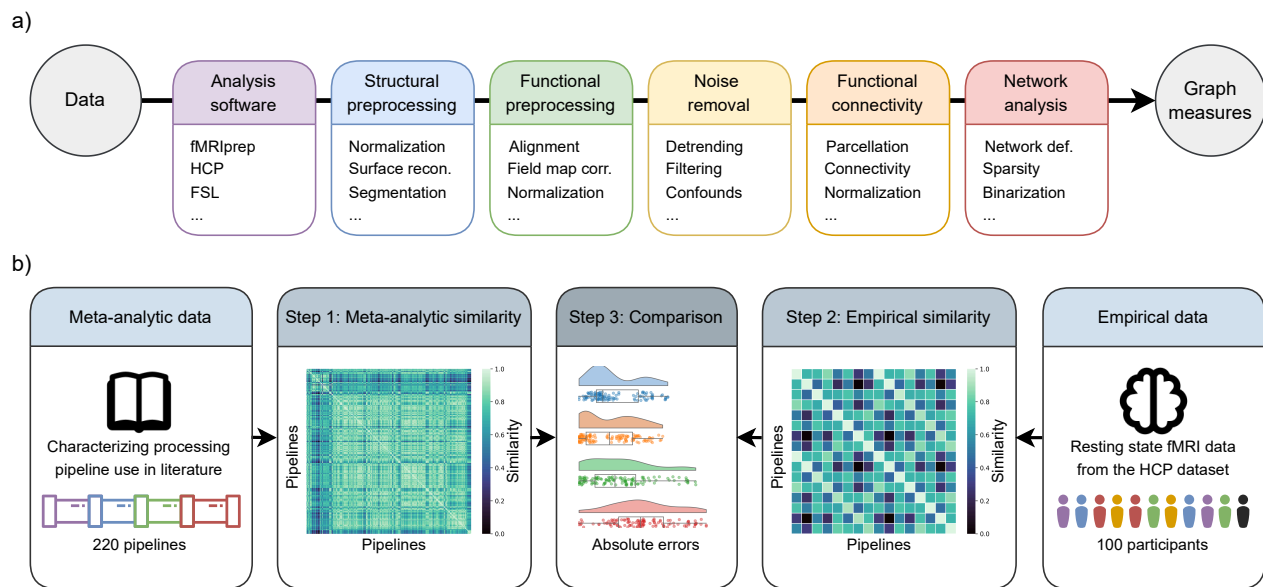 a)
Data
Analysis
software
fMRIprep
HCP
FSL
...
Structural
preprocessing
Normalization
Surface recon.
Segmentation
...
Functional
preprocessing
Alignment
Field map corr.
Normalization
...
Noise
removal
Detrending
Filtering
Confounds
...
Functional
connectivity
Parcellation
Connectivity
Normalization
...
Network
analysis
Network def.
Sparsity
Binarization
...
Graph
measures
b)
Meta-analytic data
Characterizing processing
pipeline use in literature
220 pipelines
Step 1: Meta-analytic similarity
Pipelines
Pipelines
1.0
0.8
0.6
0.4
0.2
0.0
Similarity
Step 3: Comparison
Absolute errors
Step 2: Empirical similarity
Pipelines
Pipelines
1.0
0.8
0.6
0.4
0.2
0.0
Similarity
Empirical data
Resting state fMRI data
from the HCP dataset
100 participants